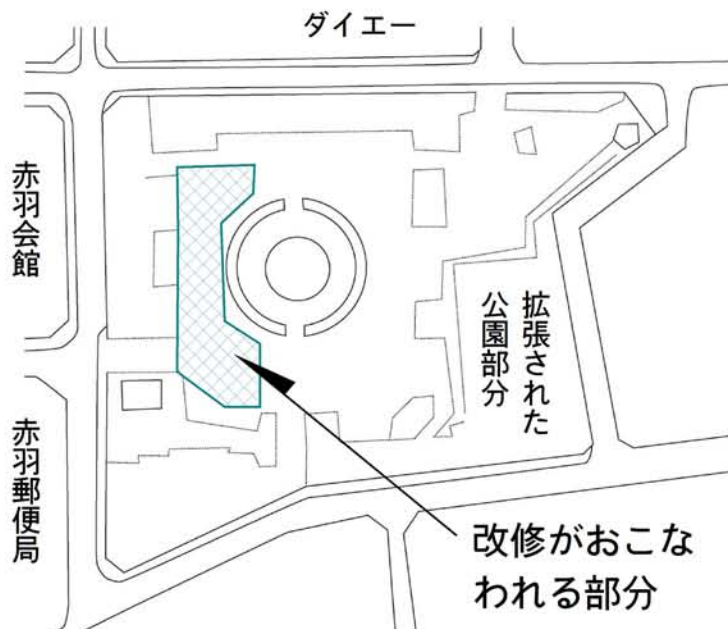 ダイエー
赤羽会館
拡張された
公園部分
赤羽郵便局
改修がおこな
われる部分